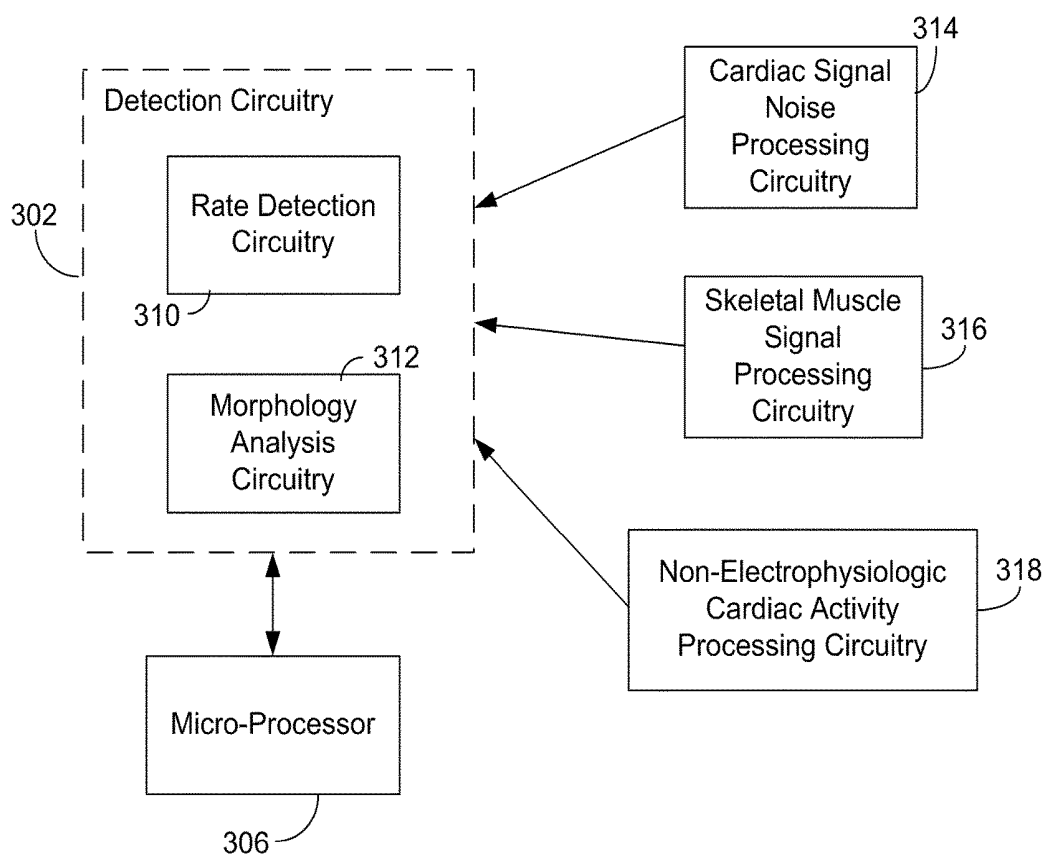 314
Cardiac Signal
Noise
Processing
Circuitry
Detection Circuitry
Rate Detection
Circuitry
302
310
Skeletal Muscle
Signal
Processing
Circuitry
316
312
Morphology
Analysis
Circuitry
Non-Electrophysiologic
Cardiac Activity
Processing Circuitry
318
Micro-Processor
306